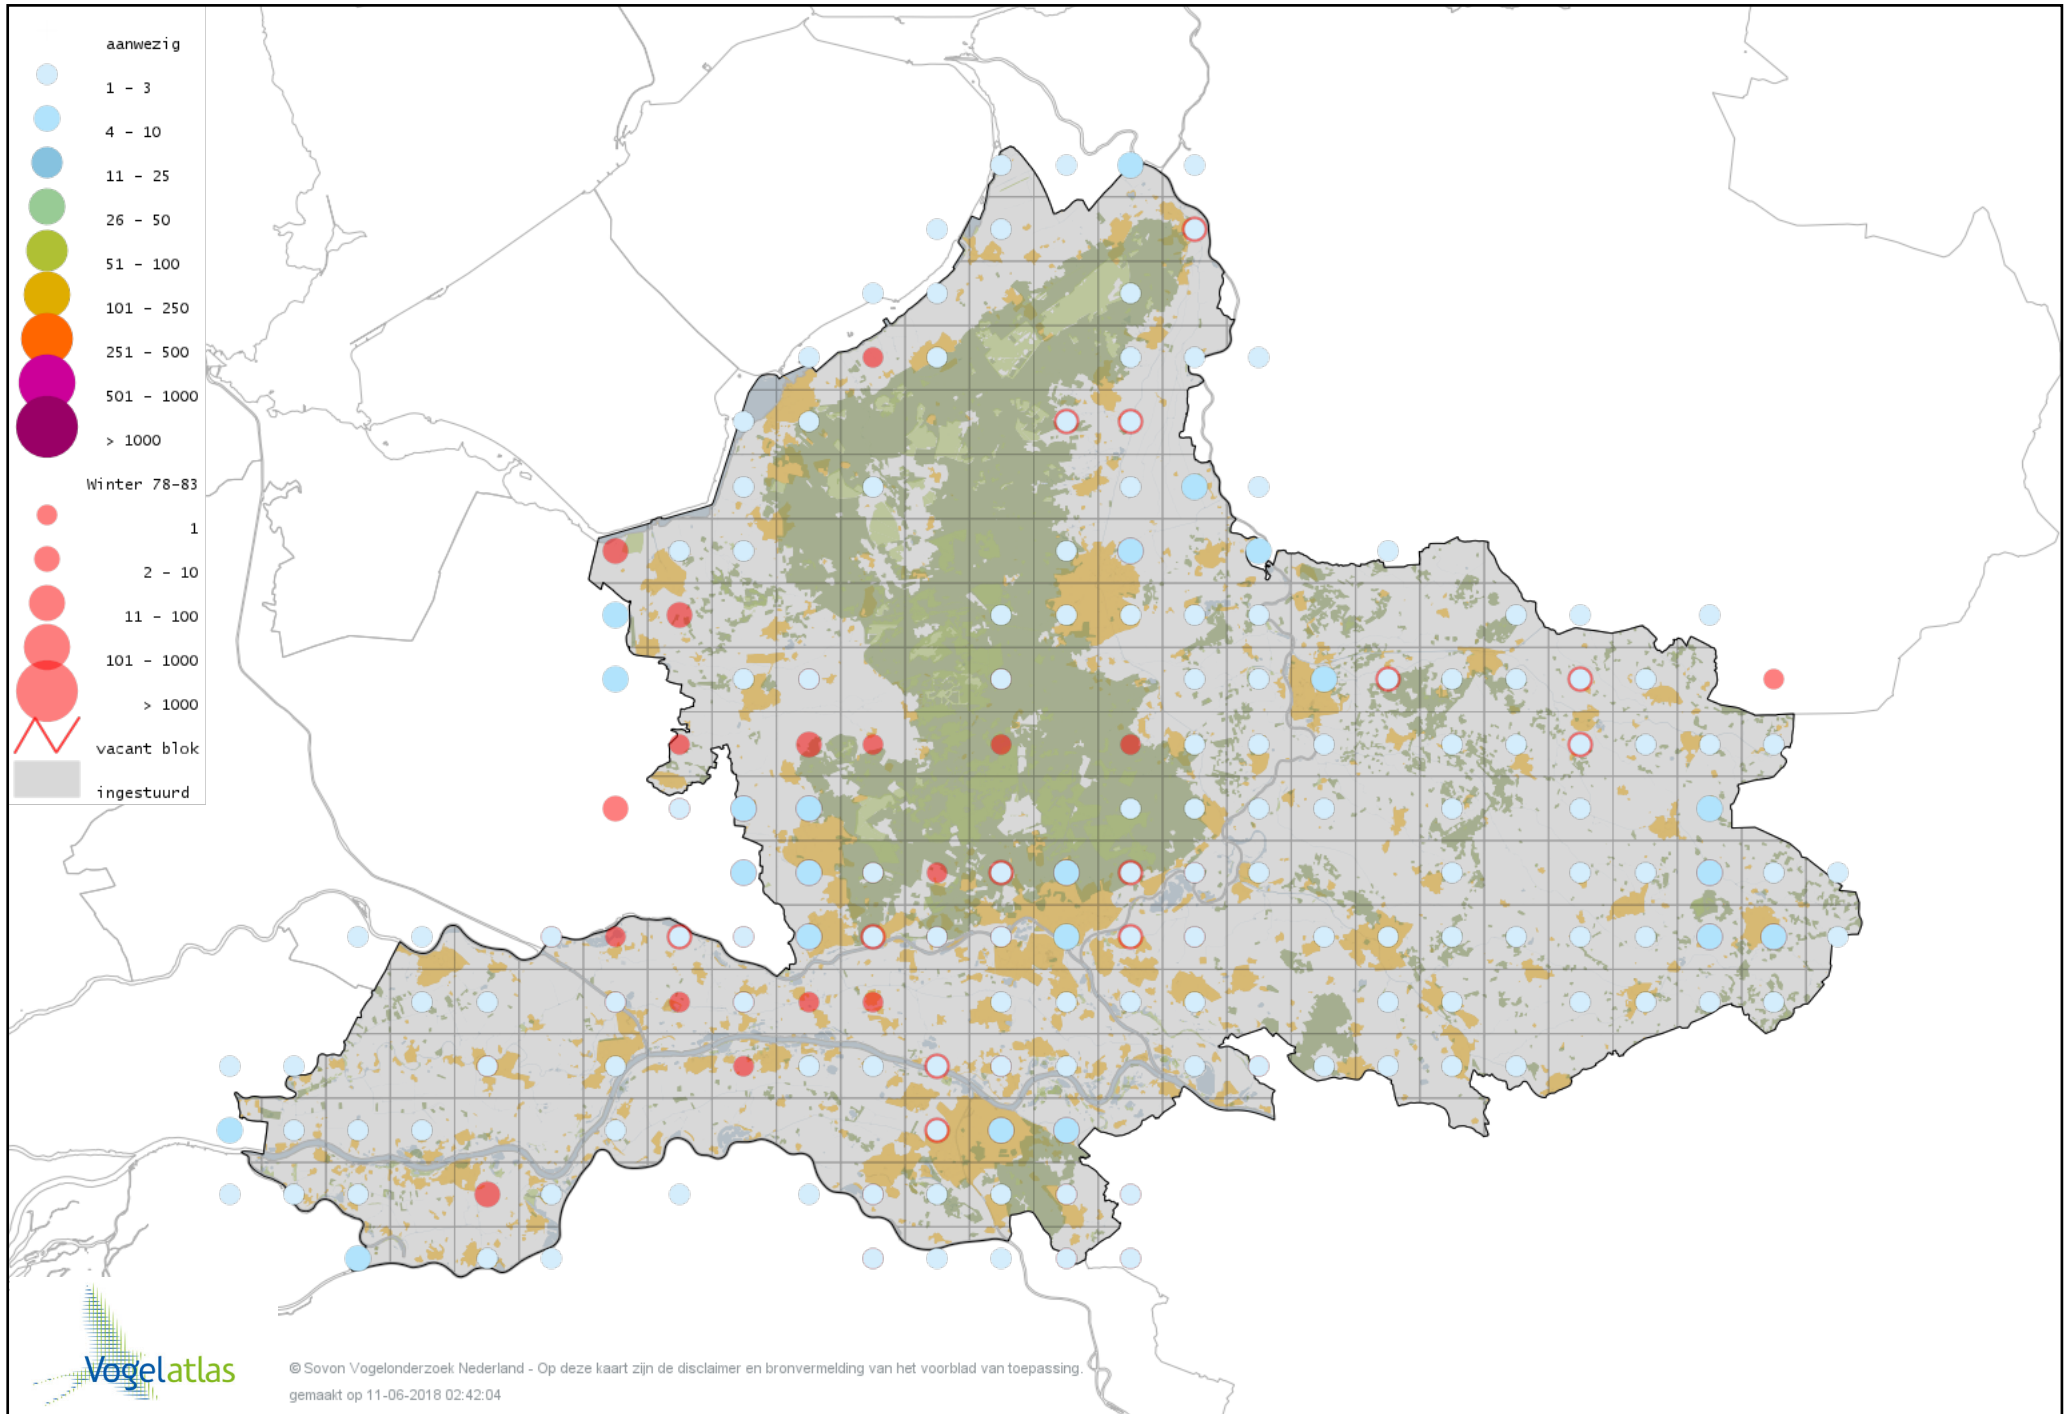 aanwezig
1 - 3
4 - 10
11 - 25
26 - 50
51 - 100
101 - 250
251 - 500
501 - 1000
> 1000
Winter 78-83
1
2 - 10
11 - 100
101 - 1000
> 1000
vacant blok
ingestuurd
Vogelatlas
© Sovon Vogelonderzoek Nederland - Op deze kaart zijn de disclaimer en bronvermelding van het voorblad van toepassing.
gemaakt op 11-06-2018 02:42:04